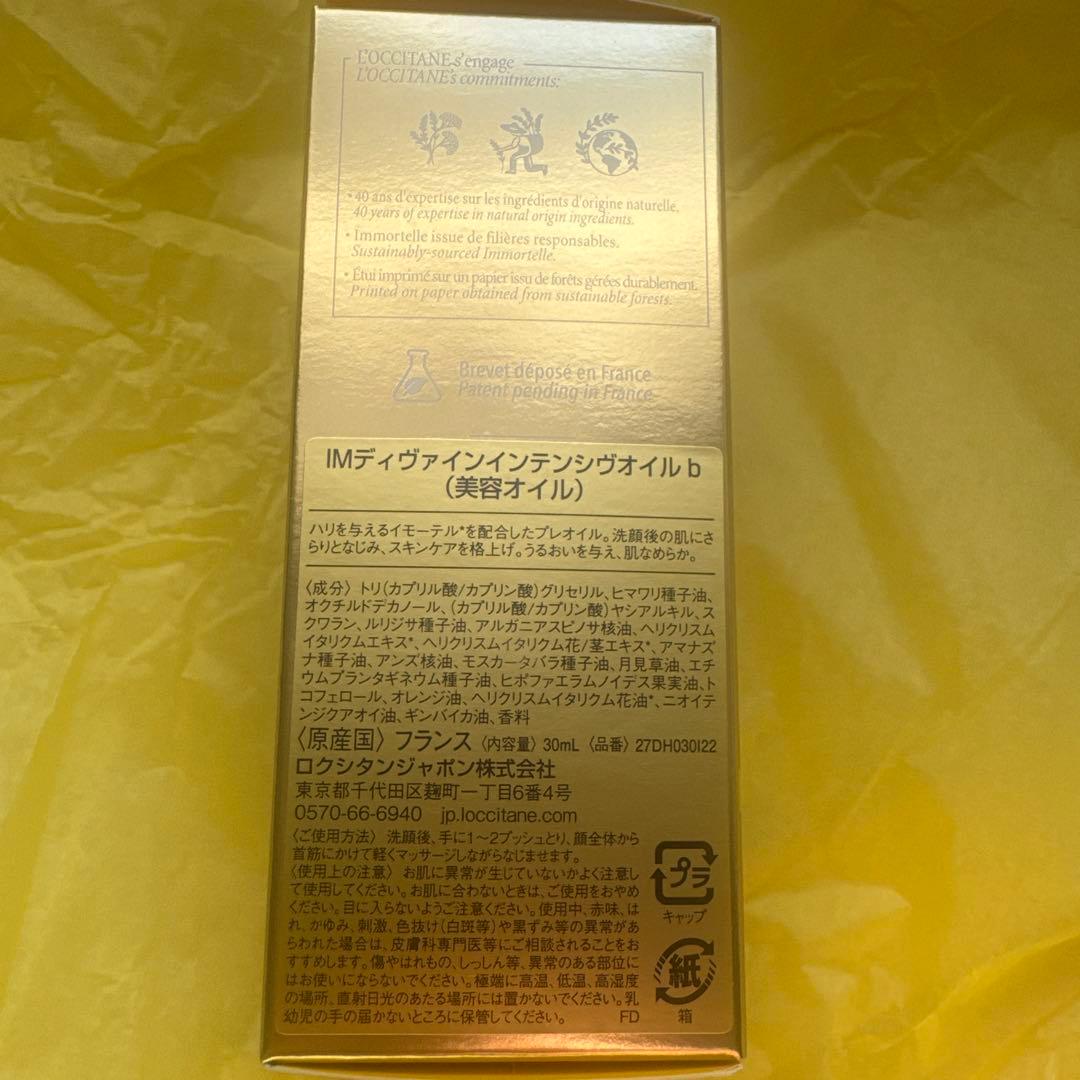 L'OCCITANE s'engage
L'OCCITANE's commitments:
• 40 ans d'expertise sur les ingrédients d'origine naturelle.
40 years of expertise in natural origin ingredients.
• Immortelle issue de filières responsables.
Sustainably-sourced Immortelle.
• Étui imprimé sur un papier issu de forêts gérées durablement.
Printed on paper obtained from sustainable forests.
Brevet déposé en France
Patent pending in France
IMディヴァインインテンシヴオイル b
（美容オイル）
ハリを与えるイモーテル*を配合したプレオイル。洗顔後の肌にさ
らりとなじみ、スキンケアを格上げ。うるおいを与え、肌なめらか。
〈成分〉トリ（カプリル酸/カプリン酸）グリセリル、ヒマワリ種子油、
オクチルドデカノール、（カプリル酸/カプリン酸）ヤシアルキル、ス
クワラン、ルリジサ種子油、アルガニアスピノサ核油、ヘリクリスム
イタリクムエキス*、ヘリクリスムイタリクム花/茎エキス*、アマナズ
ナ種子油、アンズ核油、モスカータバラ種子油、月見草油、エチ
ウムプランタギネウム種子油、ヒポファエラムノイデス果実油、ト
コフェロール、オレンジ油、ヘリクリスムイタリクム花油*、ニオイテ
ンジクアオイ油、ギンバイカ油、香料
〈原産国〉フランス〈内容量〉30mL〈品番〉27DH030I22
ロクシタンジャポン株式会社
東京都千代田区麹町一丁目6番4号
0570-66-6940 jp.loccitane.com
〈ご使用方法〉洗顔後、手に1〜2プッシュとり、顔全体から
首筋にかけて軽くマッサージしながらなじませます。
〈使用上の注意〉お肌に異常が生じていないかよく注意し
て使用してください。お肌に合わないときは、ご使用をおやめ
ください。目に入らないようご注意ください。使用中、赤味、は
れ、かゆみ、刺激、色抜け（白斑等）や黒ずみ等の異常があ
らわれた場合は、皮膚科専門医等にご相談されることをお
すすめします。傷やはれもの、しっしん等、異常のある部位に
はお使いにならないでください。極端に高温、低温、高湿度
の場所、直射日光のあたる場所には置かないでください。乳
幼児の手の届かないところに保管してください。 FD
プラ
キャップ
紙
箱